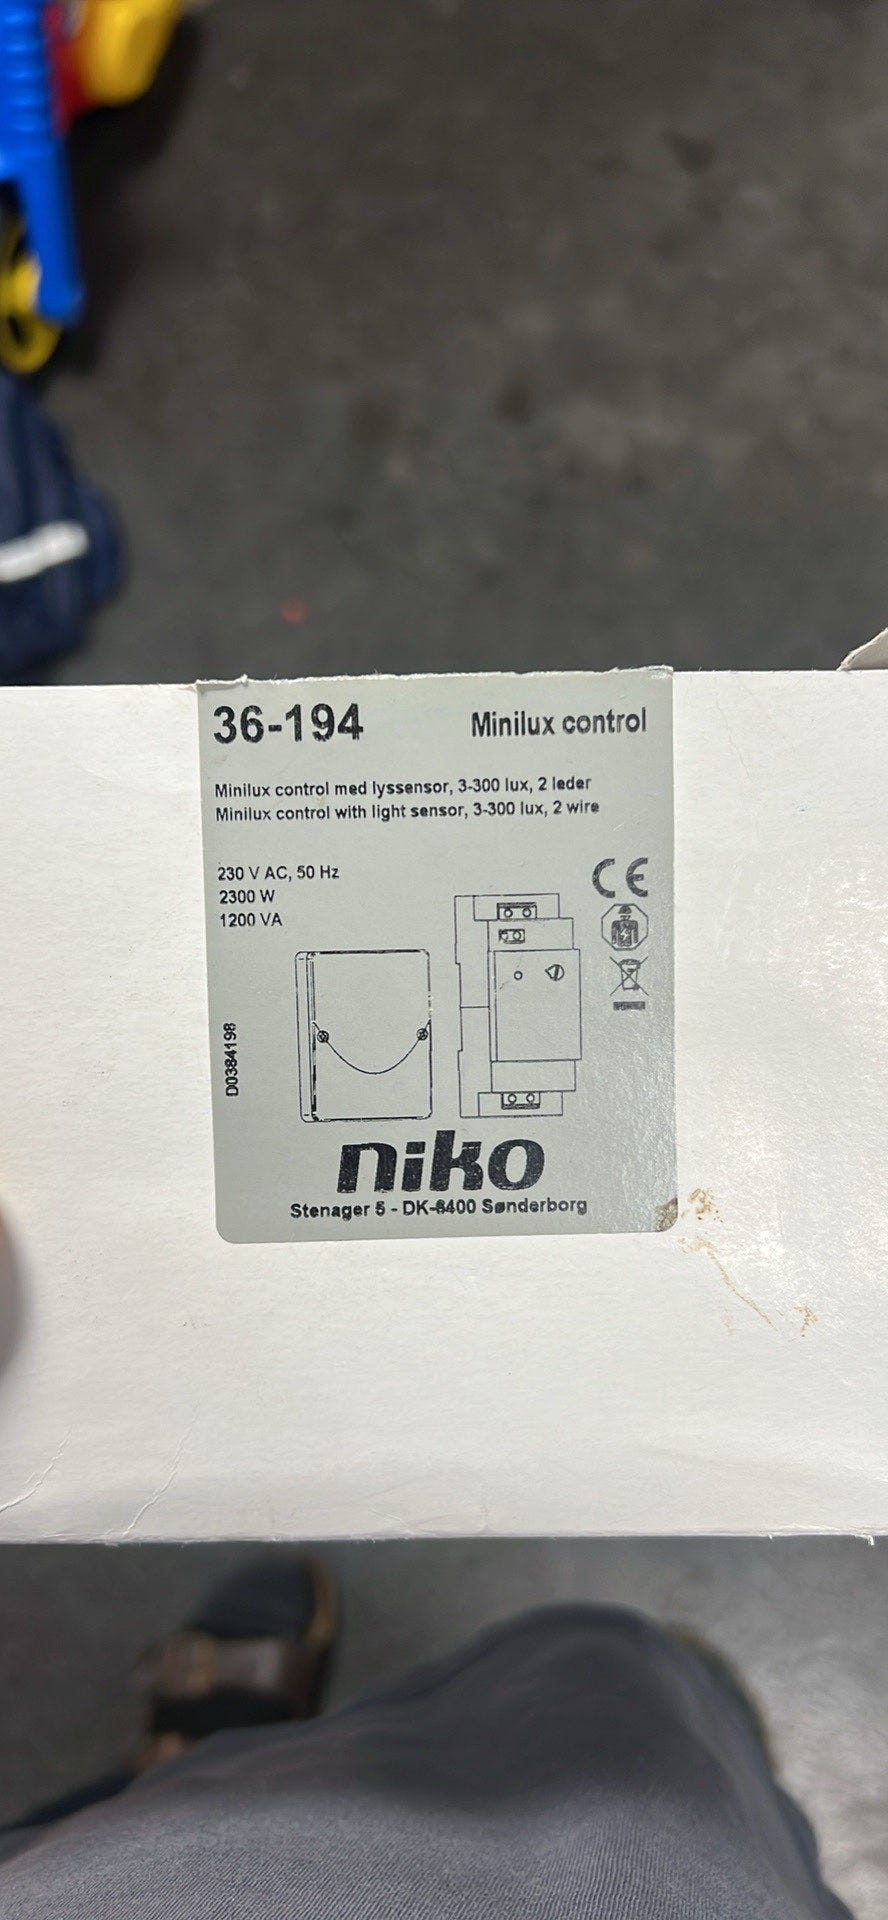 36-194
Minilux control
Minilux control med lyssensor, 3-300 lux, 2 leder
Minilux control with light sensor, 3-300 lux, 2 wire
230 V AC, 50 Hz
2300 W
1200 VA
CE
D0384198
niko
Stenager 5 - DK-6400 Sønderborg